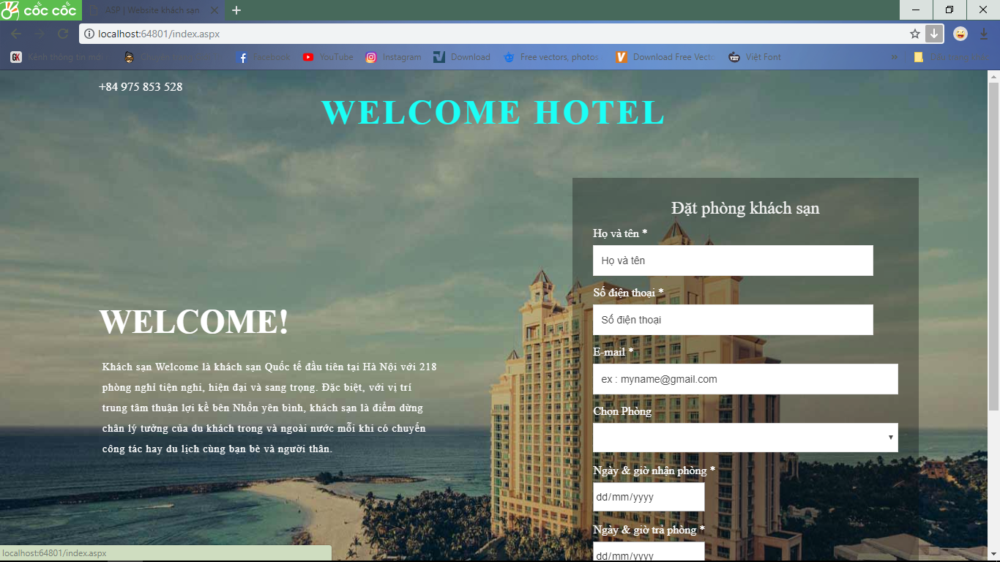 cốc cốc
ASP | Website khách sạn
localhost:64801/index.aspx
Kênh thông tin mới
Facebook
YouTube
Instagram
Download
Free vectors, photos
Download Free Vecto
Việt Font
»
+84 975 853 528
WELCOME HOTEL
WELCOME!
Khách sạn Welcome là khách sạn Quốc tế đầu tiên tại Hà Nội với 218
phòng nghỉ tiện nghi, hiện đại và sang trọng. Đặc biệt, với vị trí
trung tâm thuận lợi kề bên Nhổn yên bình, khách sạn là điểm dừng
chân lý tưởng của du khách trong và ngoài nước mỗi khi có chuyến
công tác hay du lịch cùng bạn bè và người thân.
Đặt phòng khách sạn
Họ và tên *
Họ và tên
Số điện thoại *
Số điện thoại
E-mail *
ex : myname@gmail.com
Chọn Phòng
Ngày & giờ nhận phòng *
dd/mm/yyyy
Ngày & giờ trả phòng *
dd/mm/yyyy
localhost:64801/index.aspx